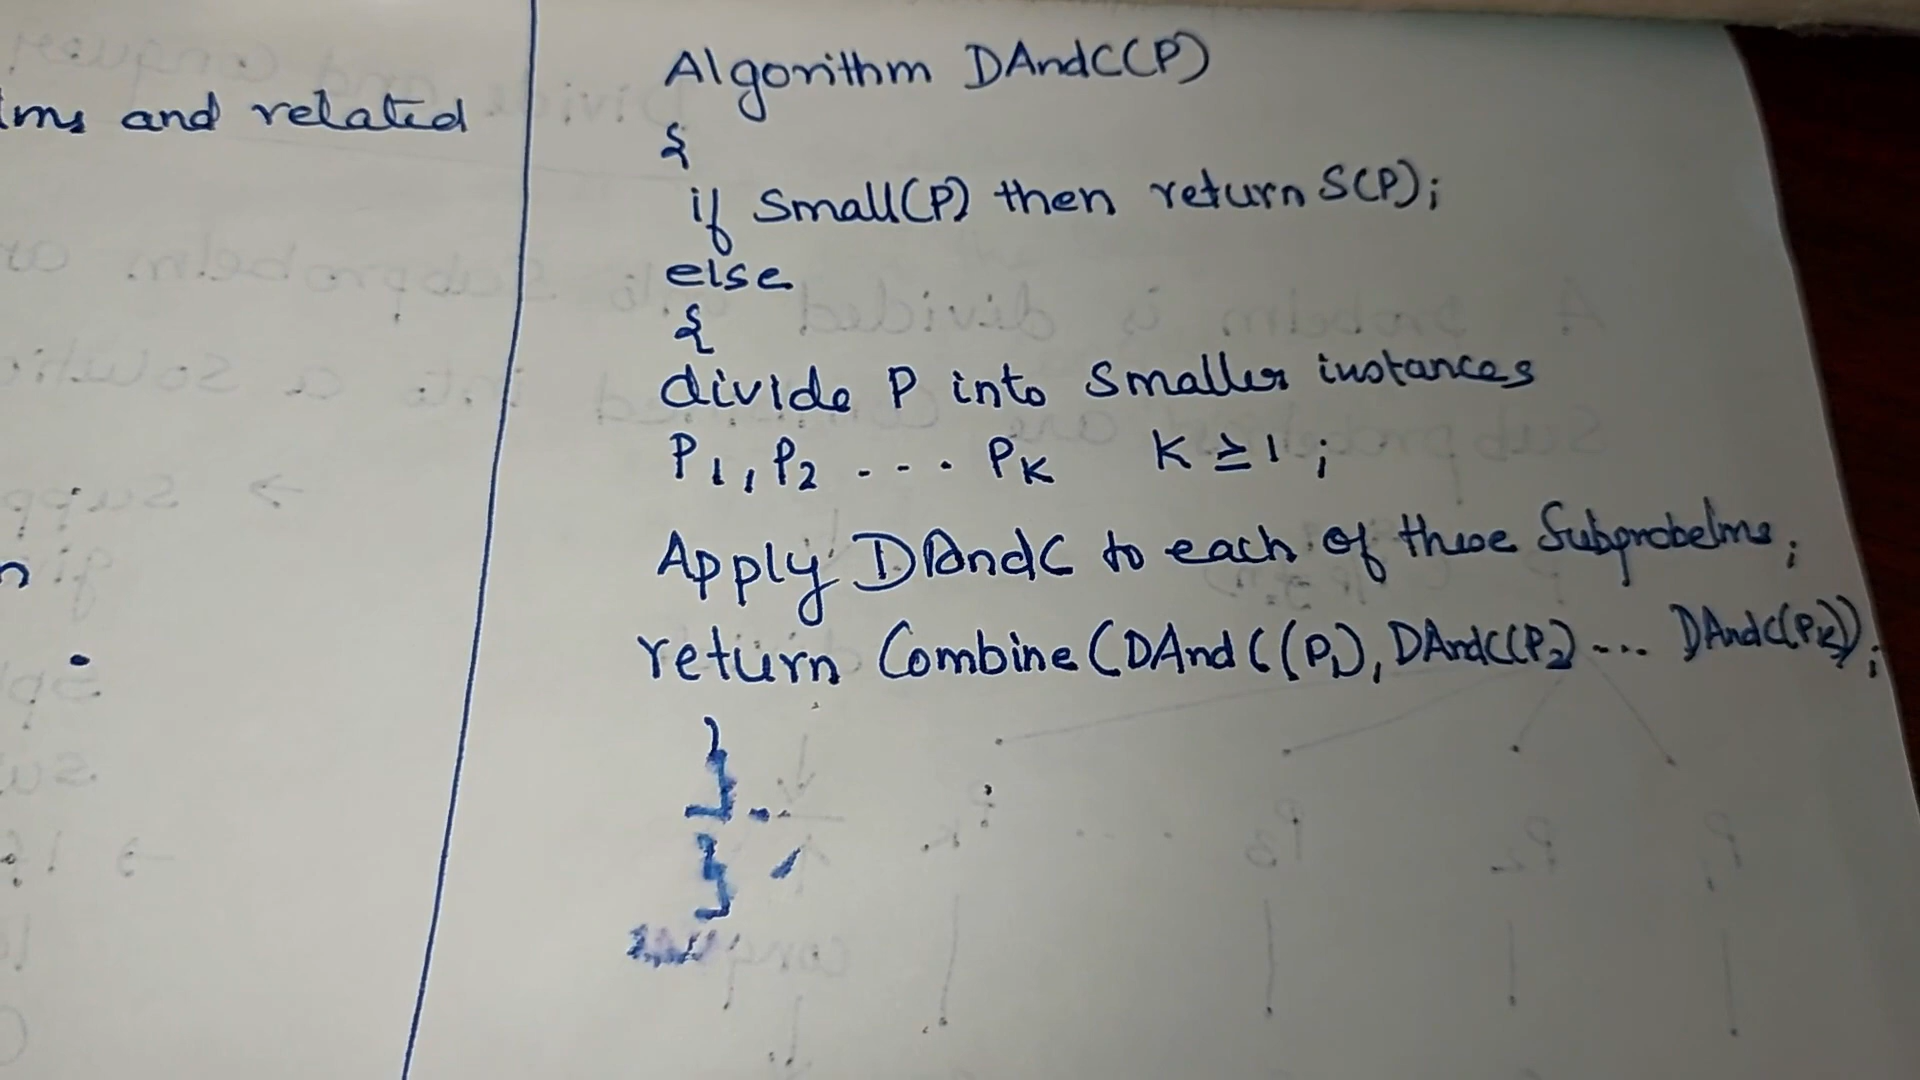 and related
Algorithm DAndC(P)
{
if Small(P) then return S(P);
else
{
divide P into smaller instances
P1, P2 ... PK K ≥ 1;
Apply DAndC to each of these Subprobelms;
return Combine(DAndC(P1), DAndC(P2) ... DAndC(PK));
}
}